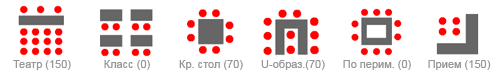 Театр (150) Класс (0) Кр. стол (70) U-образ.(70) По перим. (0) Прием (150)